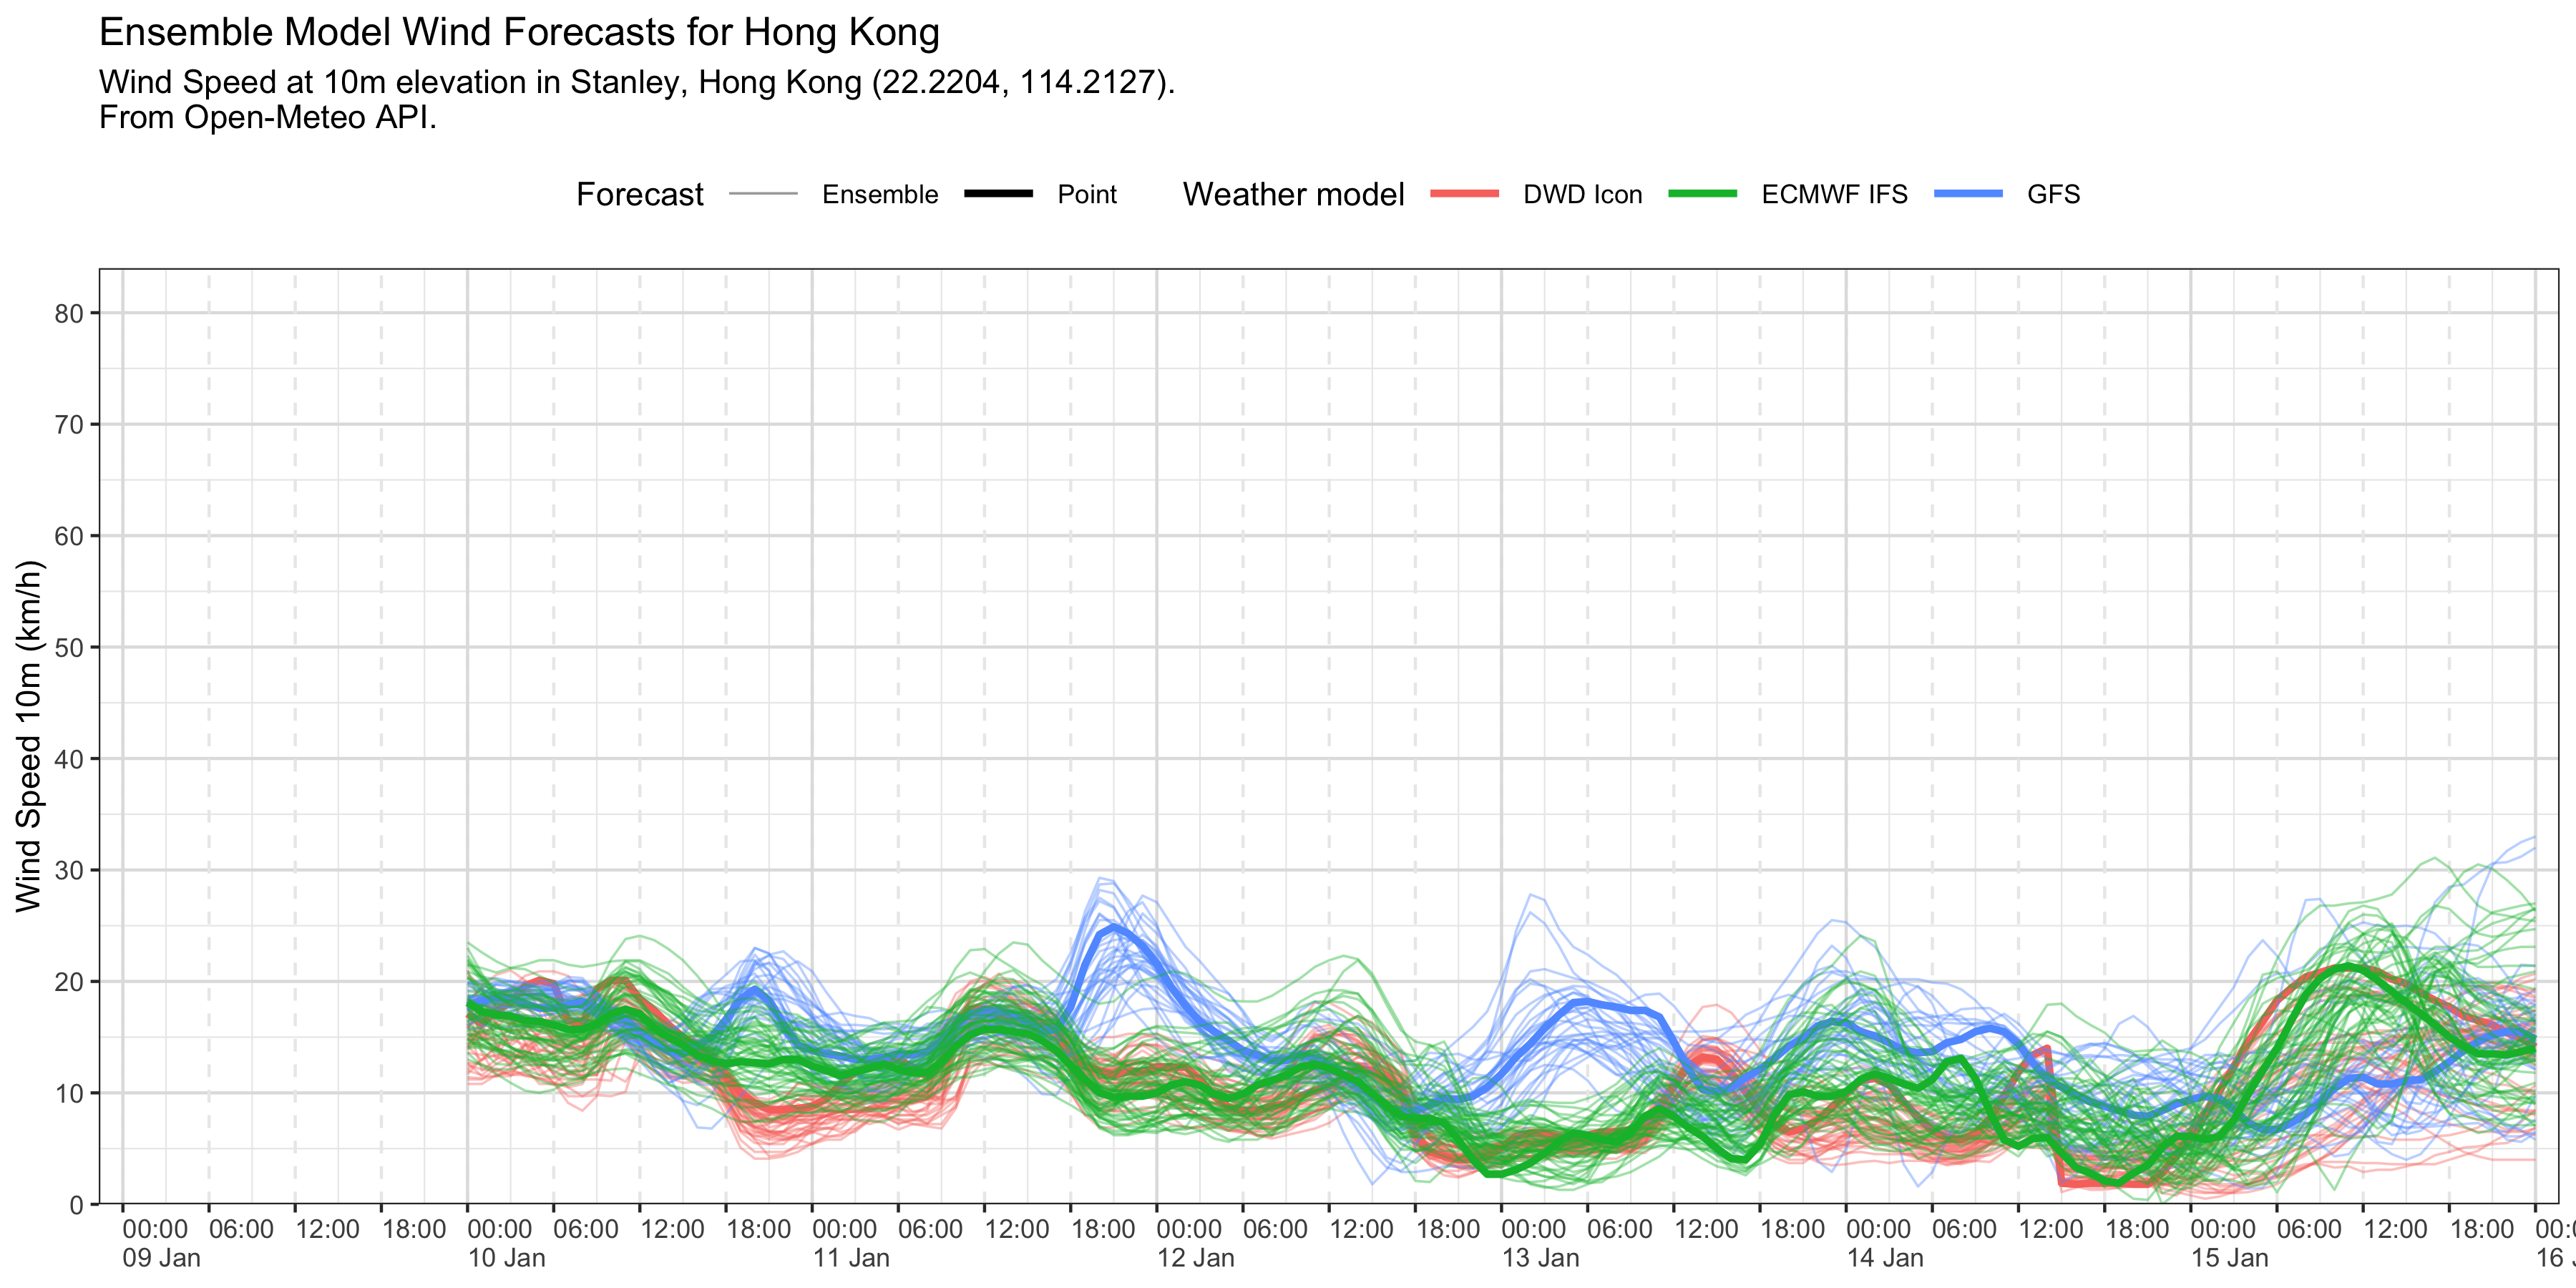 Ensemble Model Wind Forecasts for Hong Kong
Wind Speed at 10m elevation in Stanley, Hong Kong (22.2204, 114.2127).
From Open-Meteo API.
Forecast Ensemble Point Weather model DWD Icon ECMWF IFS GFS
Wind Speed 10m (km/h)
80
70
60
50
40
30
20
10
0
00:00 06:00 12:00 18:00 00:00 06:00 12:00 18:00 00:00 06:00 12:00 18:00 00:00 06:00 12:00 18:00 00:00 06:00 12:00 18:00 00:00 06:00 12:00 18:00 00:00 06:00 12:00 18:00 00:0
09 Jan 10 Jan 11 Jan 12 Jan 13 Jan 14 Jan 15 Jan 16